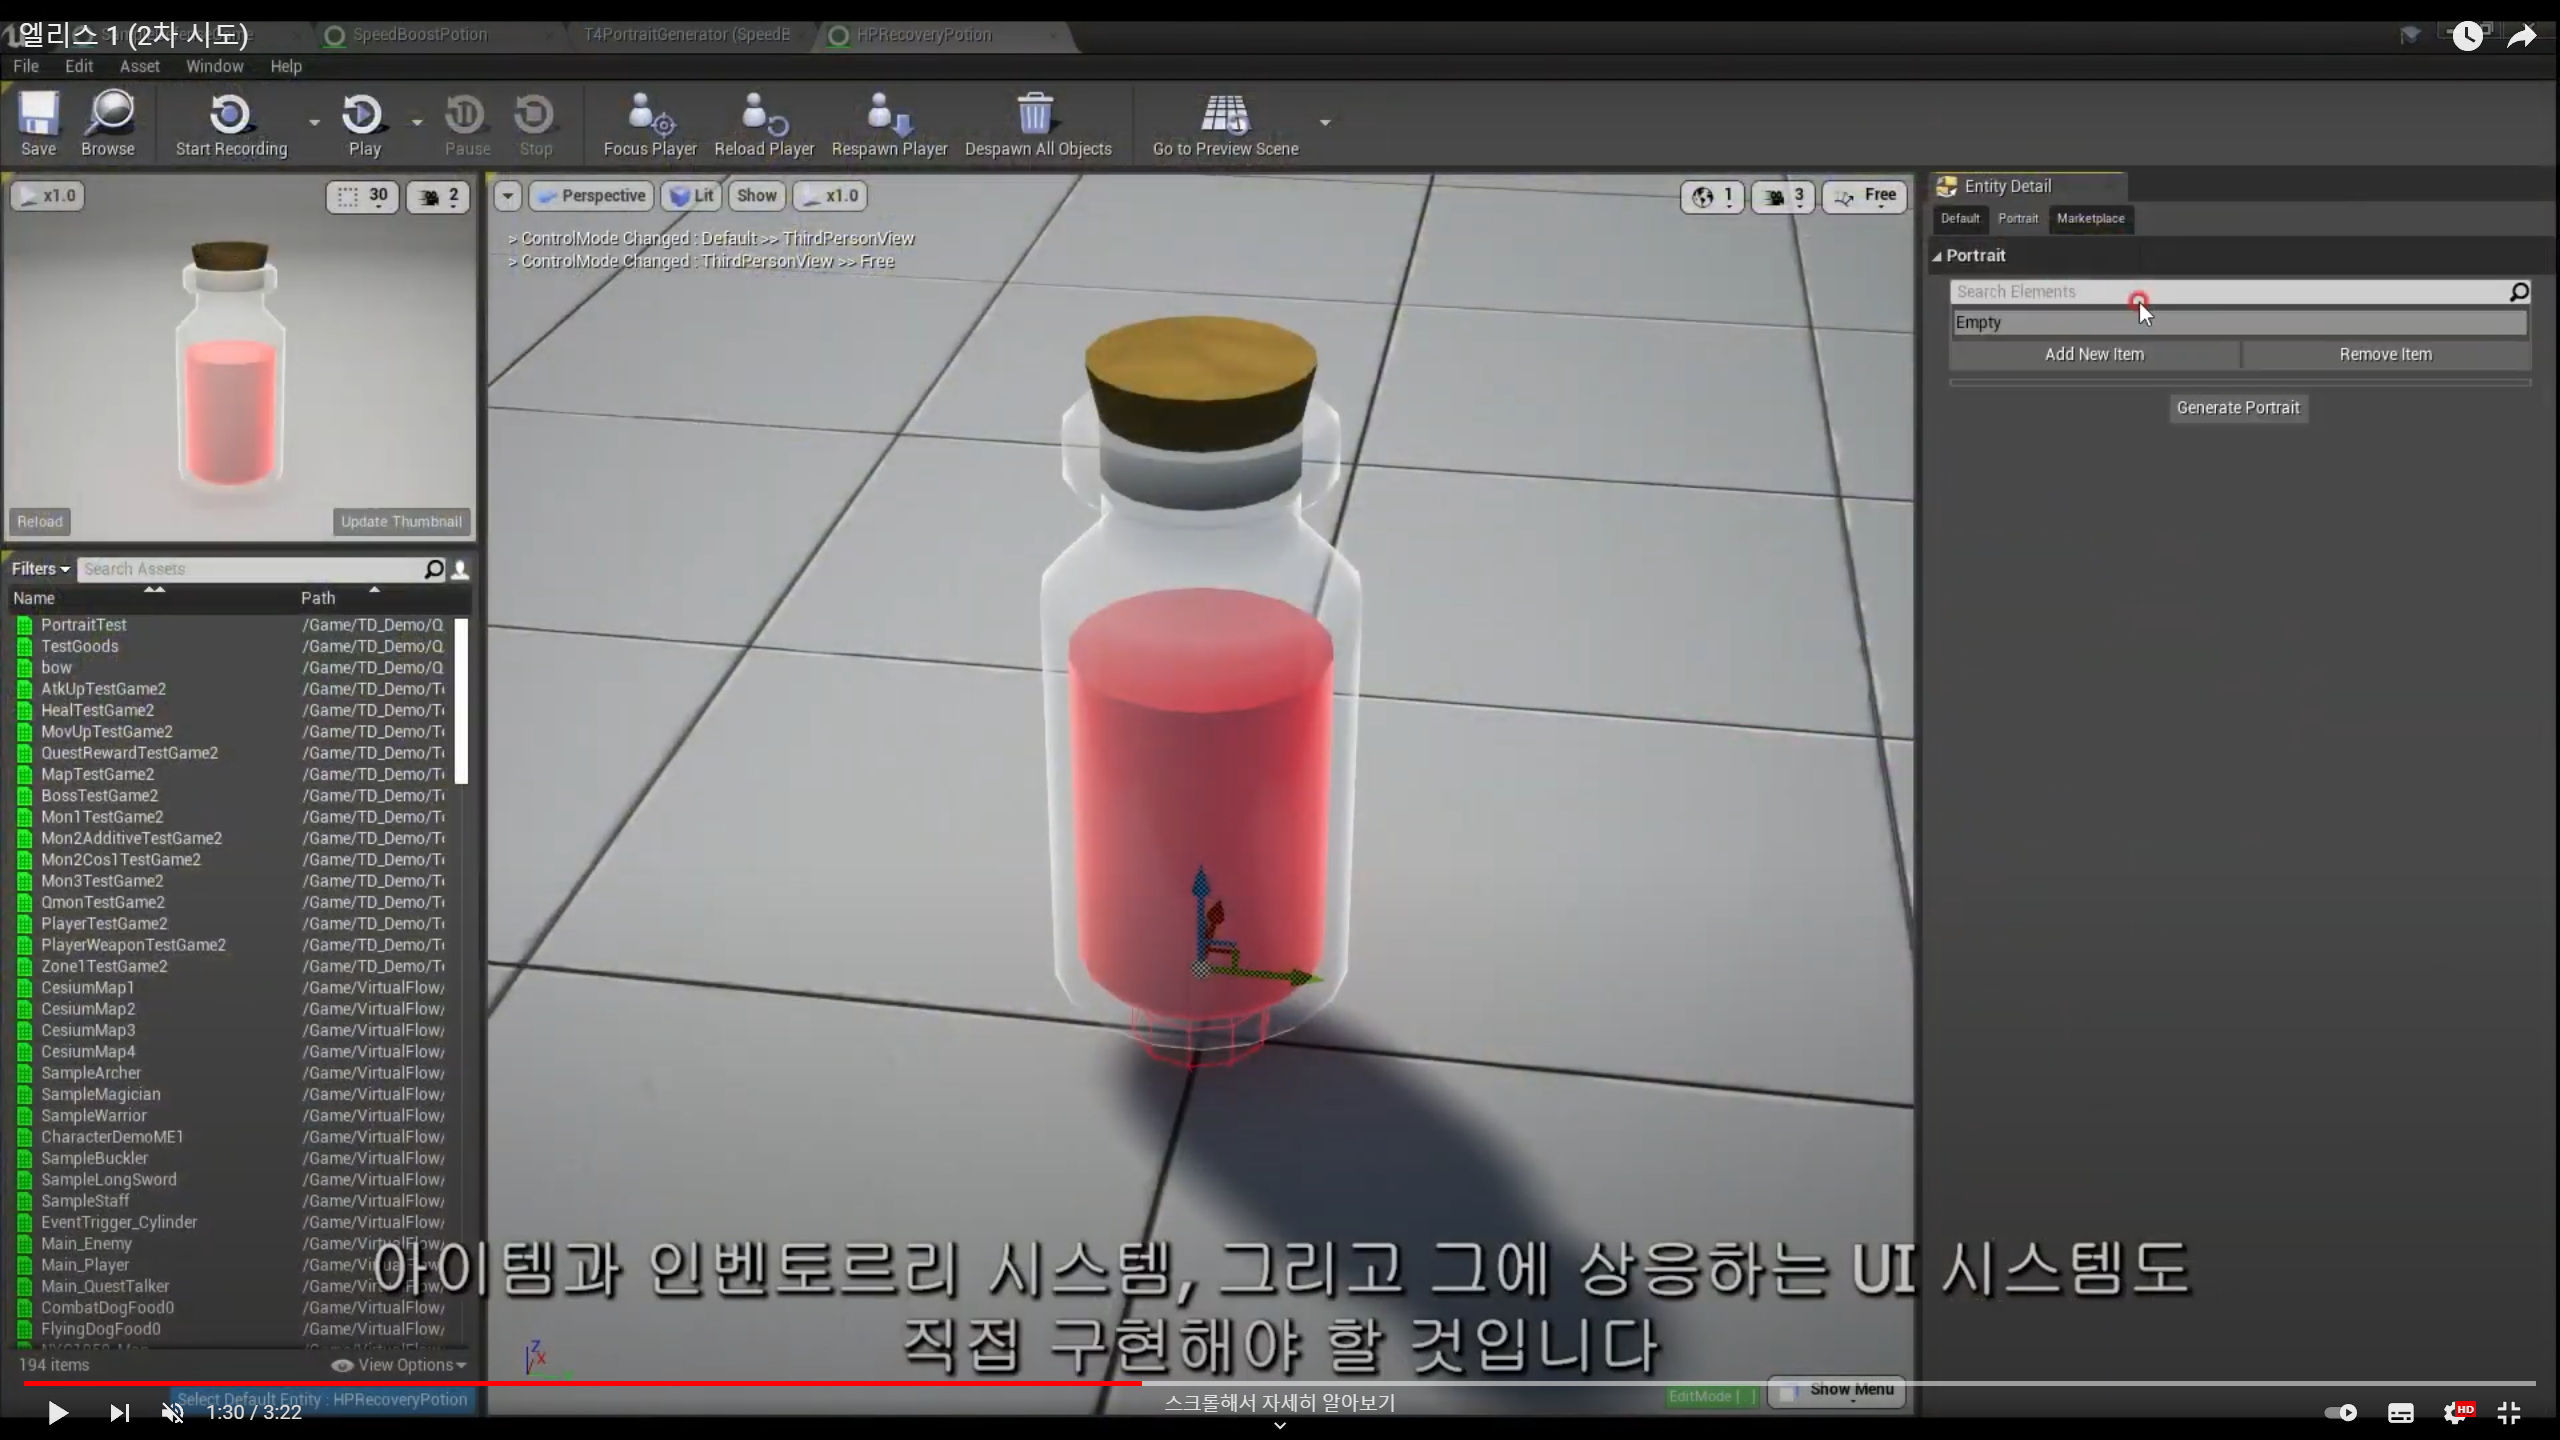 엘리스 1 (2차 시도)
SpeedBoostPotion
T4PortraitGenerator (SpeedB
HPRecoveryPotion
File Edit Asset Window Help
Save Browse Start Recording Play Pause Stop Focus Player Reload Player Respawn Player Despawn All Objects Go to Preview Scene
x1.0 30 2
Reload Update Thumbnail
Filters Search Assets
Name Path
PortraitTest /Game/TD_Demo/Q
TestGoods /Game/TD_Demo/Q
bow /Game/TD_Demo/Q
AtkUpTestGame2 /Game/TD_Demo/T
HealTestGame2 /Game/TD_Demo/T
MovUpTestGame2 /Game/TD_Demo/T
QuestRewardTestGame2 /Game/TD_Demo/T
MapTestGame2 /Game/TD_Demo/T
BossTestGame2 /Game/TD_Demo/T
Mon1TestGame2 /Game/TD_Demo/T
Mon2AdditiveTestGame2 /Game/TD_Demo/T
Mon2Cos1TestGame2 /Game/TD_Demo/T
Mon3TestGame2 /Game/TD_Demo/T
QmonTestGame2 /Game/TD_Demo/T
PlayerTestGame2 /Game/TD_Demo/T
PlayerWeaponTestGame2 /Game/TD_Demo/T
Zone1TestGame2 /Game/TD_Demo/T
CesiumMap1 /Game/VirtualFlow/
CesiumMap2 /Game/VirtualFlow/
CesiumMap3 /Game/VirtualFlow/
CesiumMap4 /Game/VirtualFlow/
SampleArcher /Game/VirtualFlow/
SampleMagician /Game/VirtualFlow/
SampleWarrior /Game/VirtualFlow/
CharacterDemoME1 /Game/VirtualFlow/
SampleBuckler /Game/VirtualFlow/
SampleLongSword /Game/VirtualFlow/
SampleStaff /Game/VirtualFlow/
EventTrigger_Cylinder /Game/VirtualFlow/
Main_Enemy /Game/VirtualFlow/
Main_Player
Main_QuestTalker /Game/VirtualFlow/
CombatDogFood0 /Game/VirtualFlow/
FlyingDogFood0 /Game/VirtualFlow/
194 items View Options
Select Default Entity : HPRecoveryPotion
Perspective Lit Show x1.0 1 3 Free
> ControlMode Changed : Default >> ThirdPersonView
> ControlMode Changed : ThirdPersonView >> Free
Z
X
EditMode [ ] Show Menu
Entity Detail
Default Portrait Marketplace
Portrait
Search Elements
Empty
Add New Item Remove Item
Generate Portrait
아이템과 인벤토르리 시스템, 그리고 그에 상응하는 UI 시스템도
직접 구현해야 할 것입니다
1:30 / 3:22
스크롤해서 자세히 알아보기
HD